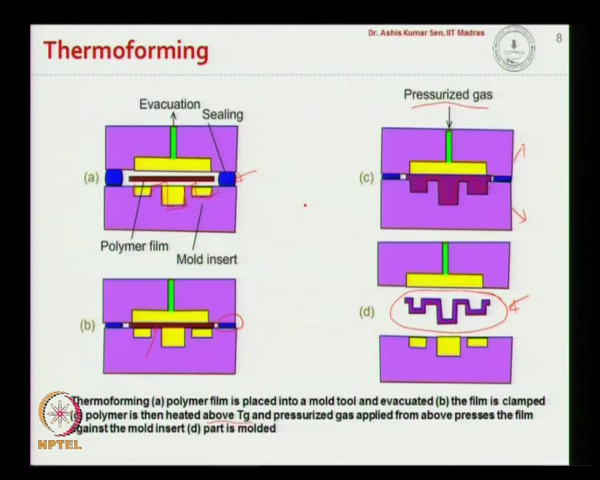 Dr. Ashis Kumar Sen, IIT Madras
8
Thermoforming
Evacuation
Sealing
(a)
Polymer film
Mold insert
(b)
Pressurized gas
(c)
(d)
Thermoforming (a) polymer film is placed into a mold tool and evacuated (b) the film is clamped
(c) polymer is then heated above Tg and pressurized gas applied from above presses the film
against the mold insert (d) part is molded
NPTEL